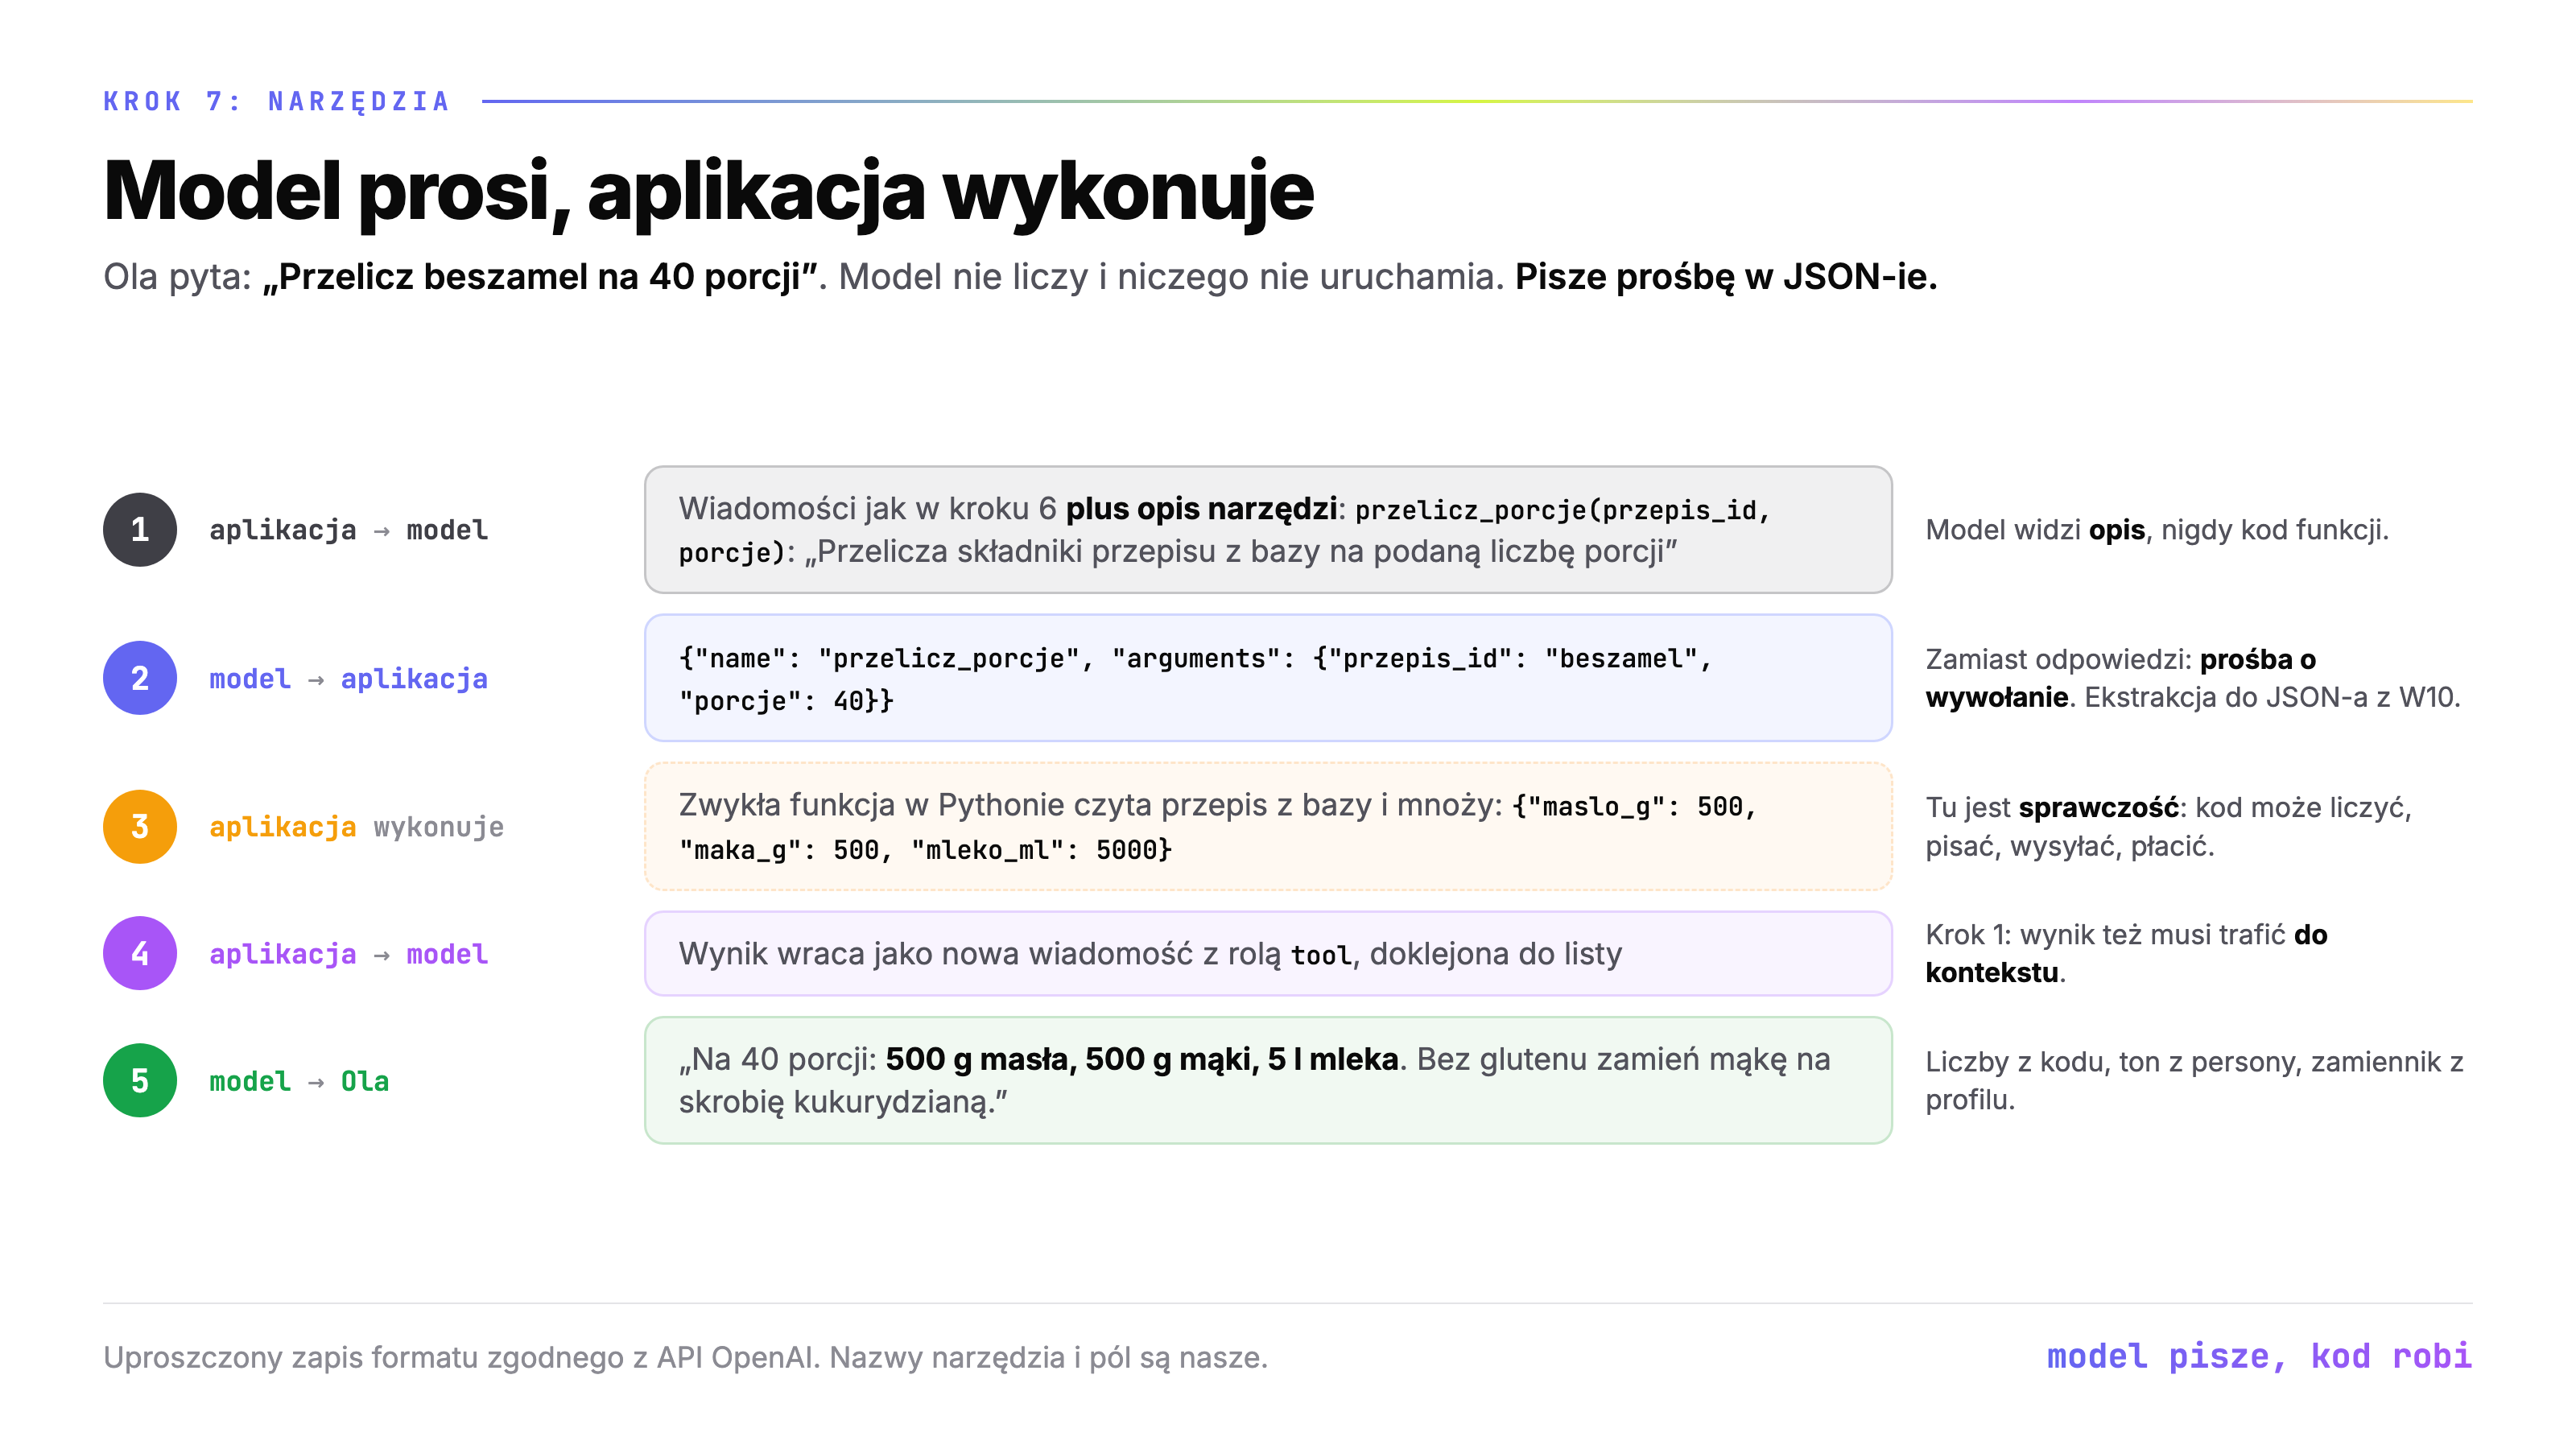 KROK 7: NARZĘDZIA
Model prosi, aplikacja wykonuje
Ola pyta: „Przelicz beszamel na 40 porcji”. Model nie liczy i niczego nie uruchamia. Pisze prośbę w JSON-ie.
1
aplikacja → model
Wiadomości jak w kroku 6 plus opis narzędzi: przelicz_porcje(przepis_id,
porcje): „Przelicza składniki przepisu z bazy na podaną liczbę porcji”
Model widzi opis, nigdy kod funkcji.
2
model → aplikacja
{"name": "przelicz_porcje", "arguments": {"przepis_id": "beszamel",
"porcje": 40}}
Zamiast odpowiedzi: prośba o
wywołanie. Ekstrakcja do JSON-a z W10.
3
aplikacja wykonuje
Zwykła funkcja w Pythonie czyta przepis z bazy i mnoży: {"maslo_g": 500,
"maka_g": 500, "mleko_ml": 5000}
Tu jest sprawczość: kod może liczyć,
pisać, wysyłać, płacić.
4
aplikacja → model
Wynik wraca jako nowa wiadomość z rolą tool, doklejona do listy
Krok 1: wynik też musi trafić do
kontekstu.
5
model → Ola
„Na 40 porcji: 500 g masła, 500 g mąki, 5 l mleka. Bez glutenu zamień mąkę na
skrobię kukurydzianą.”
Liczby z kodu, ton z persony, zamiennik z
profilu.
Uproszczony zapis formatu zgodnego z API OpenAI. Nazwy narzędzia i pól są nasze.
model pisze, kod robi